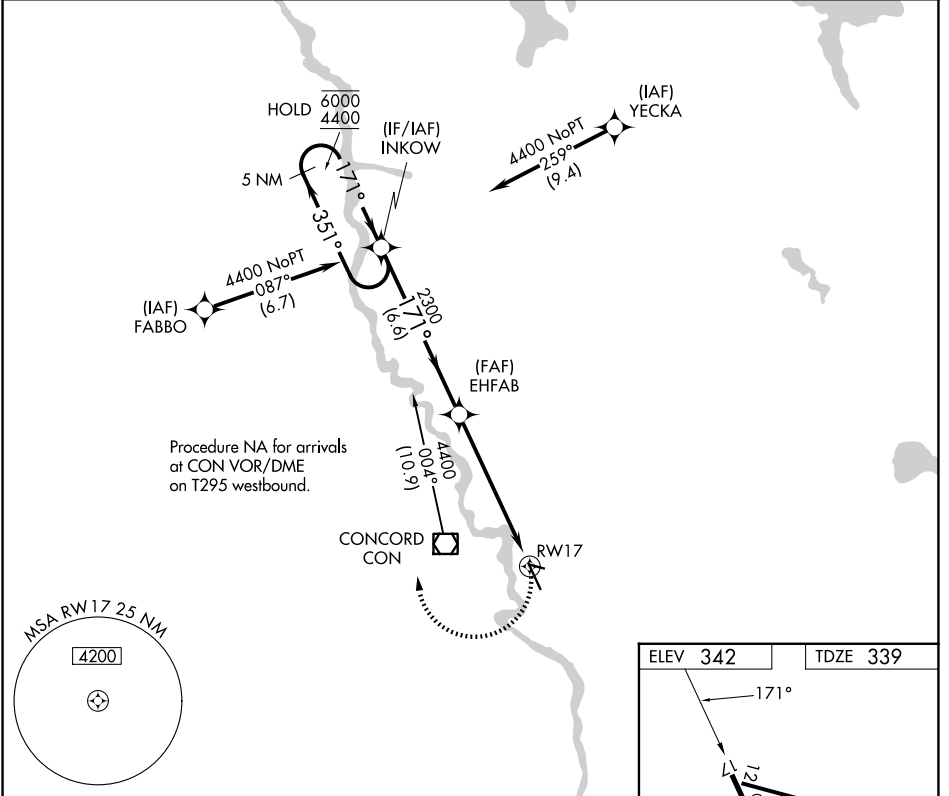 HOLD 6000
4400
(IF/IAF)
INKOW
(IAF)
YECKA
4400 NoPT
259°
(9.4)
5 NM
171°
351°
4400 NoPT
087°
(6.7)
(IAF)
FABBO
2300
171°
(6.6)
(FAF)
EHFAB
Procedure NA for arrivals
at CON VOR/DME
on T295 westbound.
4400
004°
(10.9)
CONCORD
CON
RW17
MSA RW17 25 NM
4200
ELEV 342
TDZE 339
171°
17
12